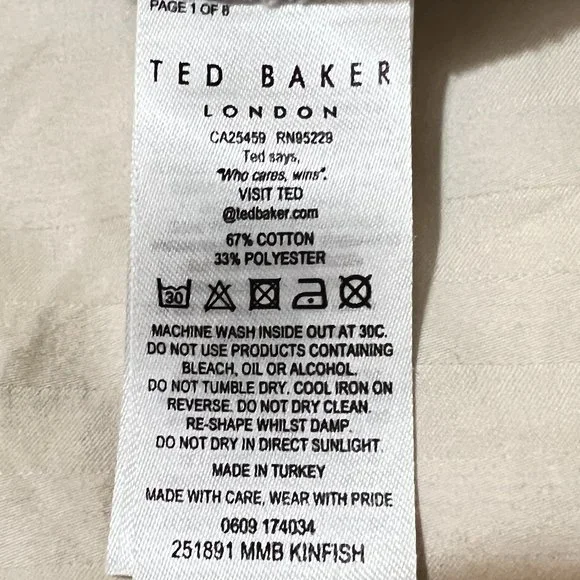 PAGE 1 OF 8
TED BAKER
LONDON
CA25459 RN95229
Ted says,
"Who cares, wins".
VISIT TED
@tedbaker.com
67% COTTON
33% POLYESTER
30
MACHINE WASH INSIDE OUT AT 30C.
DO NOT USE PRODUCTS CONTAINING
BLEACH, OIL OR ALCOHOL.
DO NOT TUMBLE DRY. COOL IRON ON
REVERSE. DO NOT DRY CLEAN.
RE-SHAPE WHILST DAMP.
DO NOT DRY IN DIRECT SUNLIGHT.
MADE IN TURKEY
MADE WITH CARE, WEAR WITH PRIDE
0609 174034
251891 MMB KINFISH